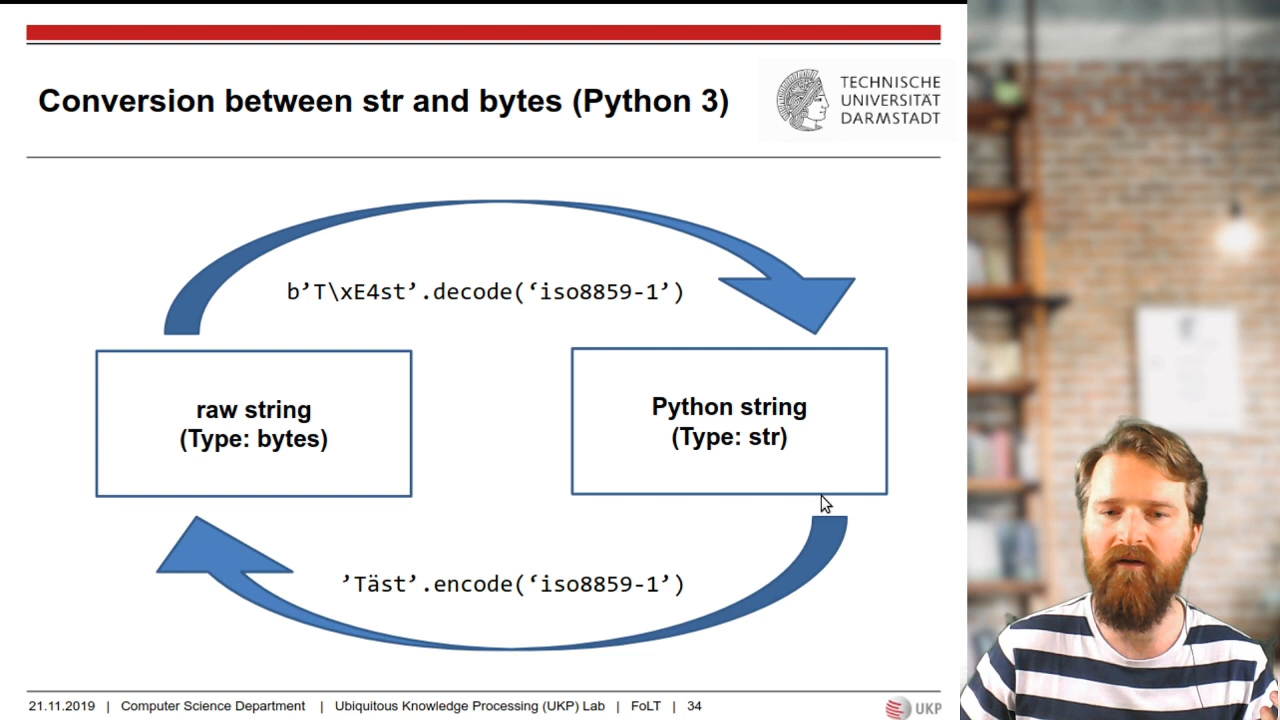 Conversion between str and bytes (Python 3)
TECHNISCHE
UNIVERSITÄT
DARMSTADT
b’T\xE4st’.decode(‘iso8859-1’)
raw string
(Type: bytes)
Python string
(Type: str)
’Täst’.encode(‘iso8859-1’)
21.11.2019 | Computer Science Department | Ubiquitous Knowledge Processing (UKP) Lab | FoLT | 34
UKP